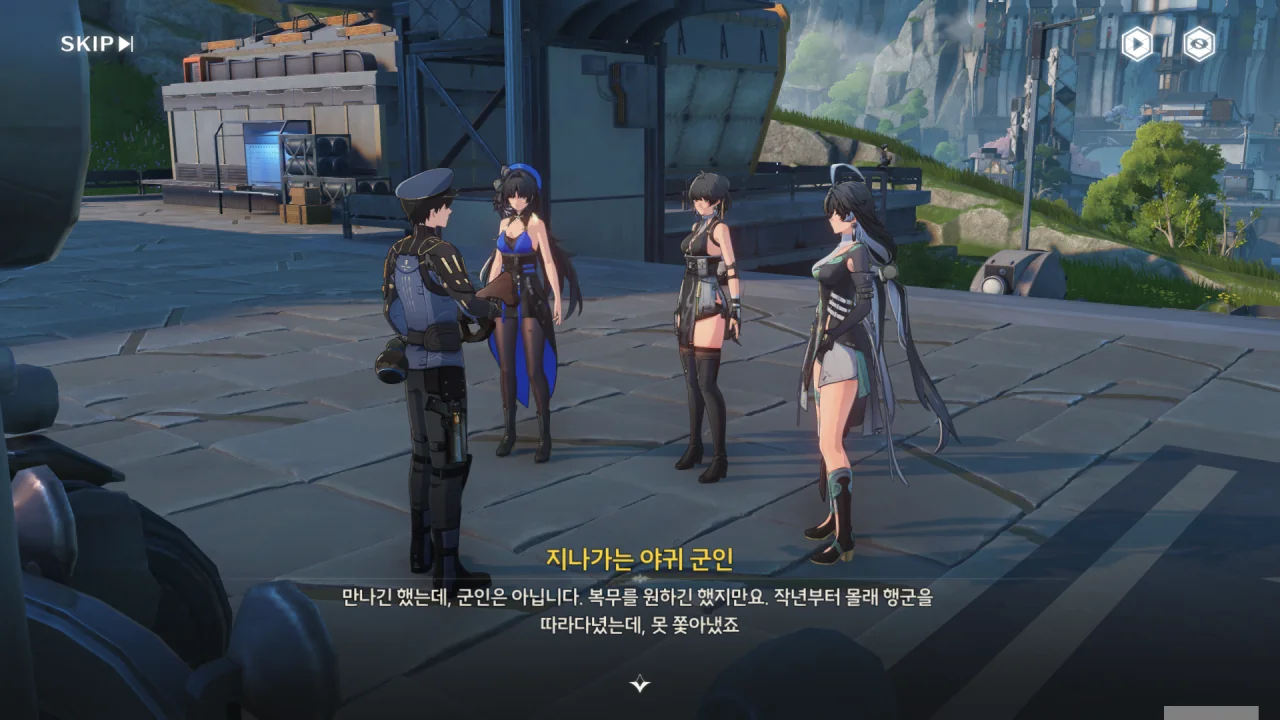 SKIP
지나가는 야귀 군인
만나긴 했는데, 군인은 아닙니다. 복무를 원하긴 했지만요. 작년부터 몰래 행군을
따라다녔는데, 못 쫓아냈죠